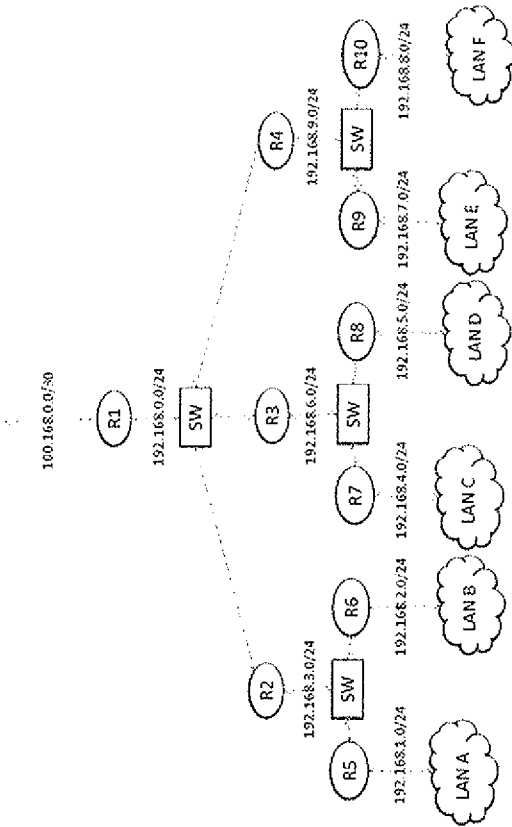 100.168.0.0/30
R1
192.168.0.0/24
SW
R2
R3
R4
192.168.3.0/24
192.168.6.0/24
192.168.9.0/24
SW
SW
SW
R5
R6
R7
R8
R9
R10
192.168.1.0/24
192.168.2.0/24
192.168.4.0/24
192.168.5.0/24
192.168.7.0/24
192.168.8.0/24
LAN A
LAN B
LAN C
LAN D
LAN E
LAN F